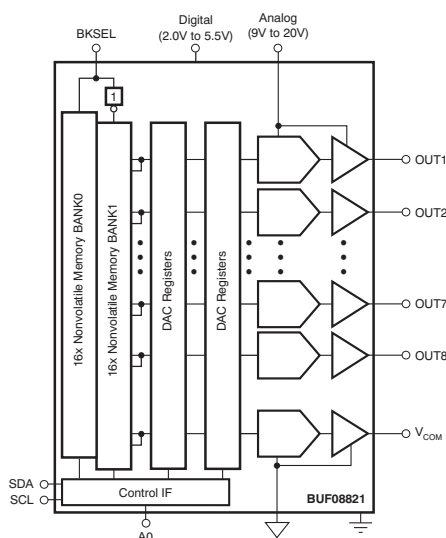 BKSEL
Digital
(2.0V to 5.5V)
Analog
(9V to 20V)
1
16x Nonvolatile Memory BANK0
16x Nonvolatile Memory BANK1
DAC Registers
DAC Registers
OUT1
OUT2
OUT7
OUT8
VCOM
SDA
SCL
Control IF
BUF08821
A0